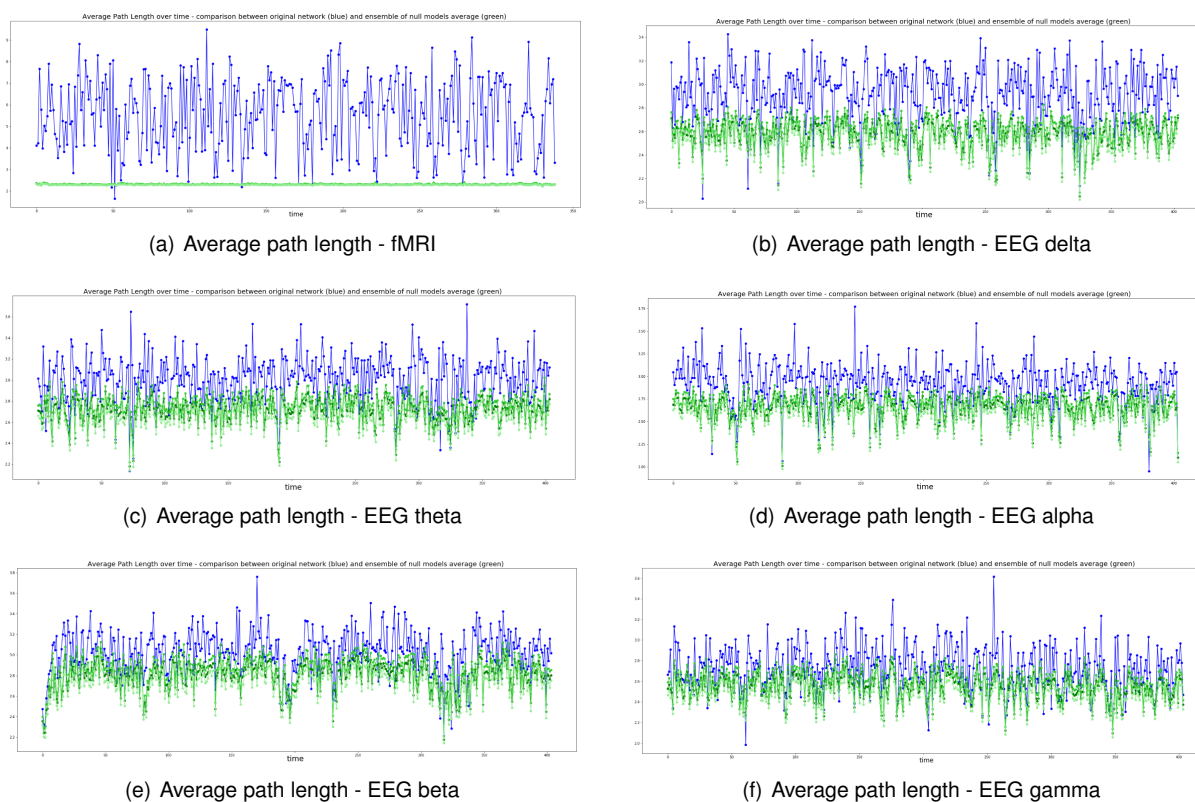 Average Path Length over time - comparison between original network (blue) and ensemble of null models average (green)
time
(a) Average path length - fMRI
Average Path Length over time - comparison between original network (blue) and ensemble of null models average (green)
time
(b) Average path length - EEG delta
Average Path Length over time - comparison between original network (blue) and ensemble of null models average (green)
time
(c) Average path length - EEG theta
Average Path Length over time - comparison between original network (blue) and ensemble of null models average (green)
time
(d) Average path length - EEG alpha
Average Path Length over time - comparison between original network (blue) and ensemble of null models average (green)
time
(e) Average path length - EEG beta
Average Path Length over time - comparison between original network (blue) and ensemble of null models average (green)
time
(f) Average path length - EEG gamma